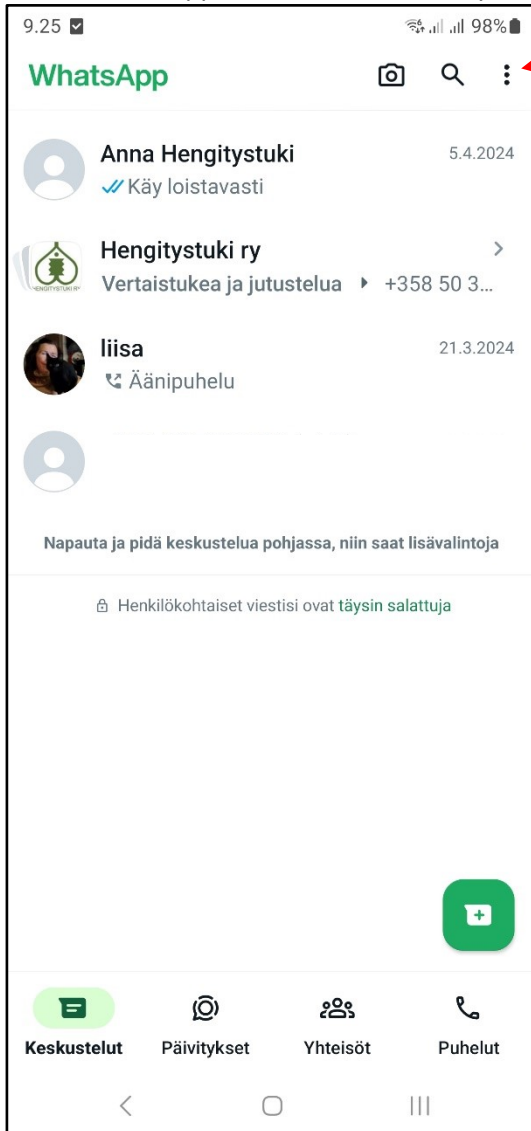 9.25
98%
WhatsApp
Anna Hengitystuki 5.4.2024
Käy loistavasti
Hengitystuki ry
Vertaistukea ja jutustelua +358 50 3...
HENGITYSTUKI RY
liisa 21.3.2024
Äänipuhelu
Napauta ja pidä keskustelua pohjassa, niin saat lisävalintoja
Henkilökohtaiset viestisi ovat täysin salattuja
Keskustelut Päivitykset Yhteisöt Puhelut